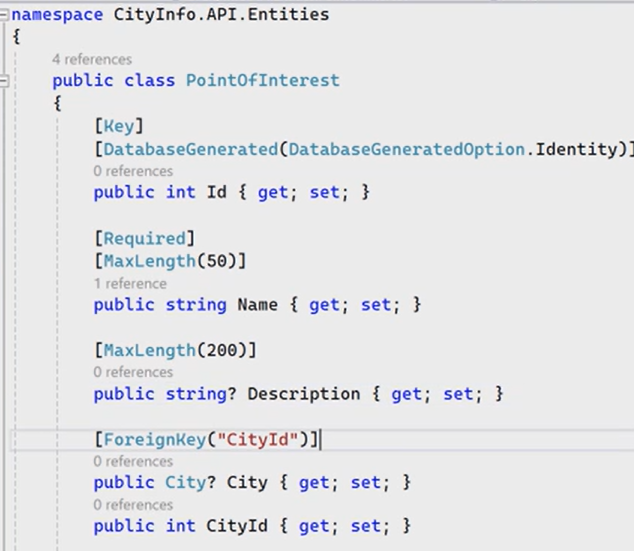 namespace CityInfo.API.Entities
{
4 references
public class PointOfInterest
{
[Key]
[DatabaseGenerated(DatabaseGeneratedOption.Identity)]
0 references
public int Id { get; set; }
[Required]
[MaxLength(50)]
1 reference
public string Name { get; set; }
[MaxLength(200)]
0 references
public string? Description { get; set; }
[ForeignKey("CityId")]
0 references
public City? City { get; set; }
0 references
public int CityId { get; set; }